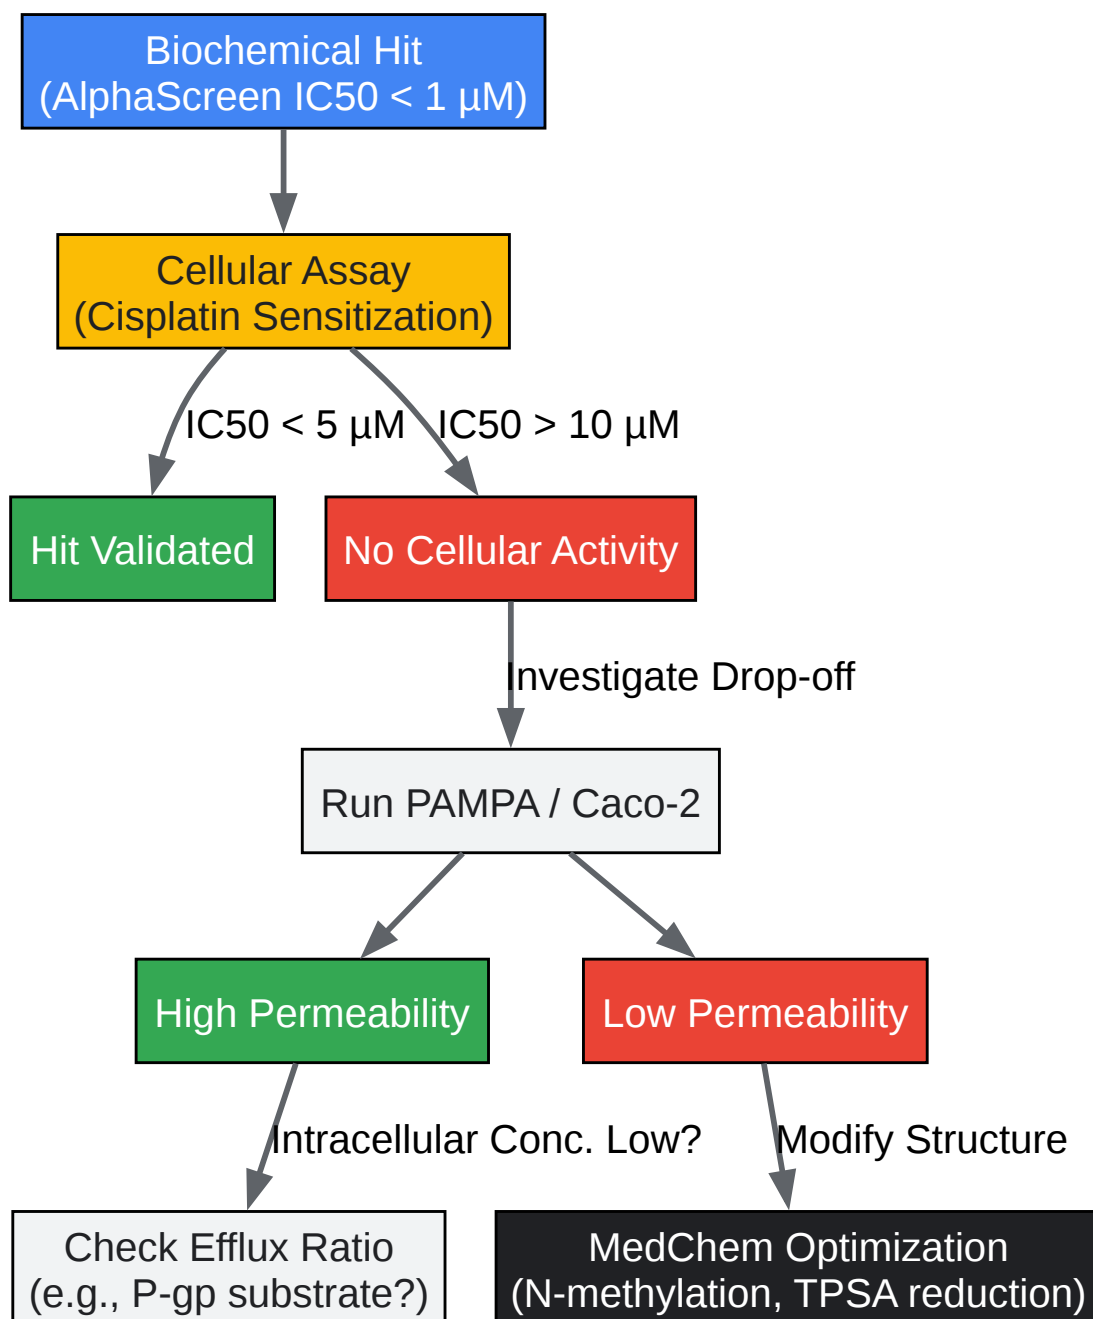 Biochemical Hit
(AlphaScreen IC50 < 1 µM)
Cellular Assay
(Cisplatin Sensitization)
IC50 < 5 µM
IC50 > 10 µM
Hit Validated
No Cellular Activity
Investigate Drop-off
Run PAMPA / Caco-2
High Permeability
Low Permeability
Intracellular Conc. Low?
Modify Structure
Check Efflux Ratio
(e.g., P-gp substrate?)
MedChem Optimization
(N-methylation, TPSA reduction)